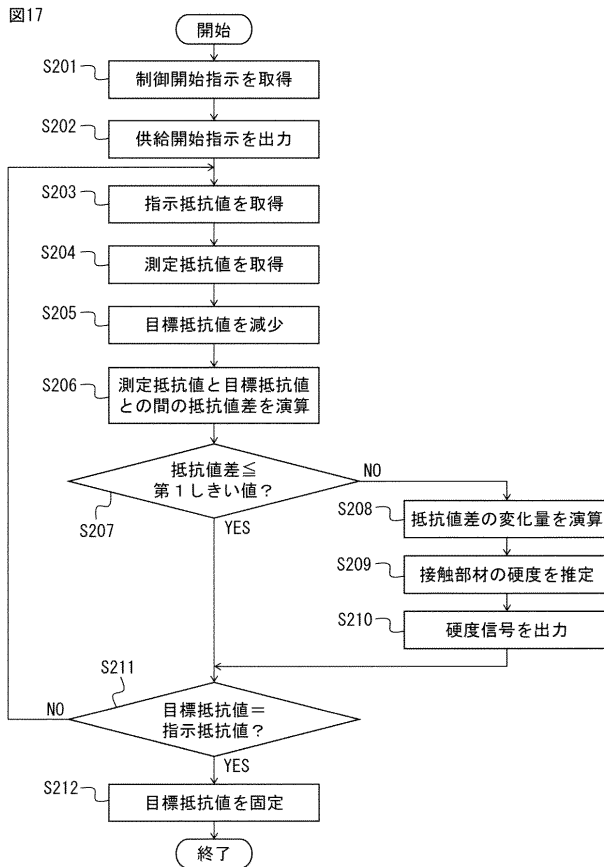 図17
開始
S201
制御開始指示を取得
S202
供給開始指示を出力
S203
指示抵抗値を取得
S204
測定抵抗値を取得
S205
目標抵抗値を減少
S206
測定抵抗値と目標抵抗値
との間の抵抗値差を演算
抵抗値差≦
第1しきい値?
NO
S207
YES
S208
抵抗値差の変化量を演算
S209
接触部材の硬度を推定
S210
硬度信号を出力
S211
目標抵抗値=
指示抵抗値?
NO
YES
S212
目標抵抗値を固定
終了